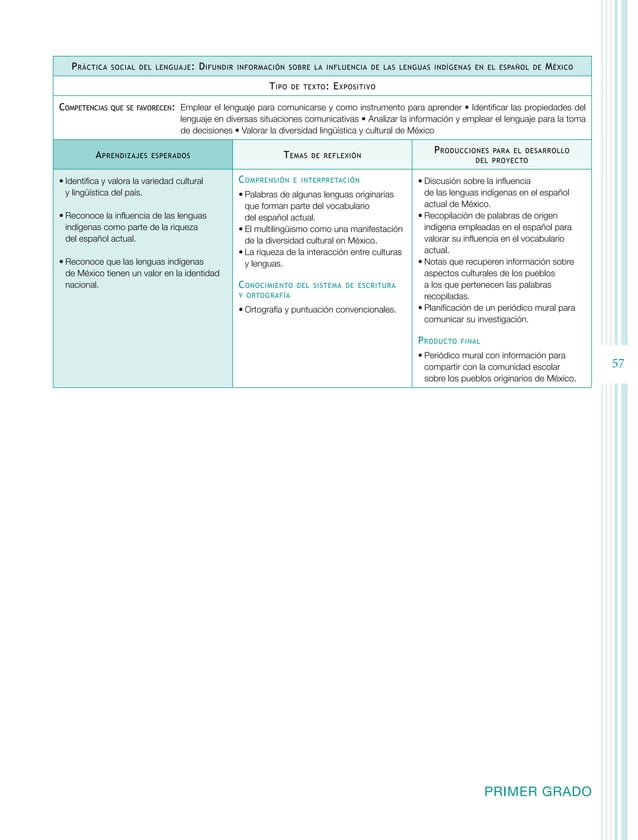 Práctica social del lenguaje: Difundir información sobre la influencia de las lenguas indígenas en el español de México
Tipo de texto: Expositivo
Competencias que se favorecen: Emplear el lenguaje para comunicarse y como instrumento para aprender • Identificar las propiedades del
lenguaje en diversas situaciones comunicativas • Analizar la información y emplear el lenguaje para la toma
de decisiones • Valorar la diversidad lingüística y cultural de México
Aprendizajes esperados
• Identifica y valora la variedad cultural
y lingüística del país.
• Reconoce la influencia de las lenguas
indígenas como parte de la riqueza
del español actual.
• Reconoce que las lenguas indígenas
de México tienen un valor en la identidad
nacional.
Temas de reflexión
Comprensión e interpretación
• Palabras de algunas lenguas originarias
que forman parte del vocabulario
del español actual.
• El multilingüismo como una manifestación
de la diversidad cultural en México.
• La riqueza de la interacción entre culturas
y lenguas.
Conocimiento del sistema de escritura
y ortografía
• Ortografía y puntuación convencionales.
Producciones para el desarrollo
del proyecto
• Discusión sobre la influencia
de las lenguas indígenas en el español
actual de México.
• Recopilación de palabras de origen
indígena empleadas en el español para
valorar su influencia en el vocabulario
actual.
• Notas que recuperen información sobre
aspectos culturales de los pueblos
a los que pertenecen las palabras
recopiladas.
• Planificación de un periódico mural para
comunicar su investigación.
Producto final
• Periódico mural con información para
compartir con la comunidad escolar
sobre los pueblos originarios de México.
57
PRIMER GRADO